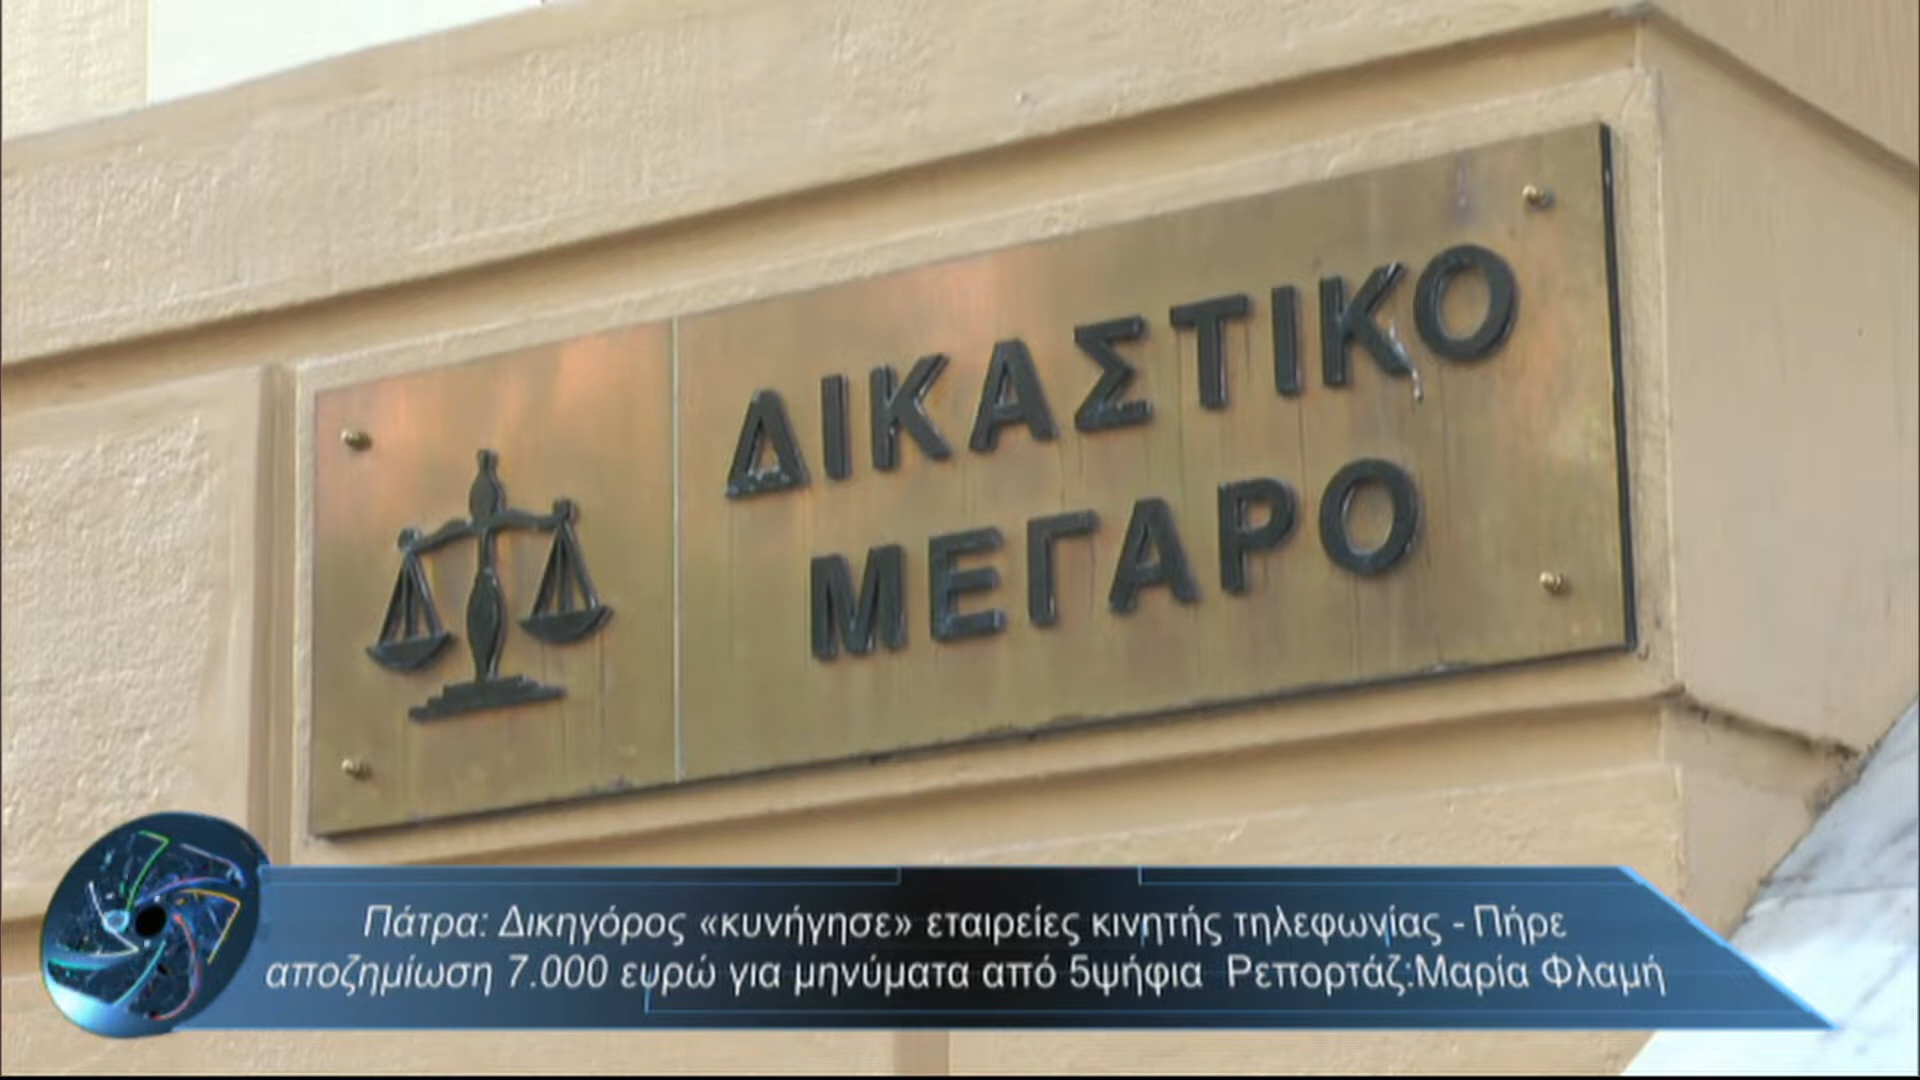 ΔΙΚΑΣΤΙΚΟ
ΜΕΓΑΡΟ
Πάτρα: Δικηγόρος «κυνήγησε» εταιρείες κινητής τηλεφωνίας - Πήρε
αποζημίωση 7.000 ευρώ για μηνύματα από 5ψήφια Ρεπορτάζ:Μαρία Φλαμή